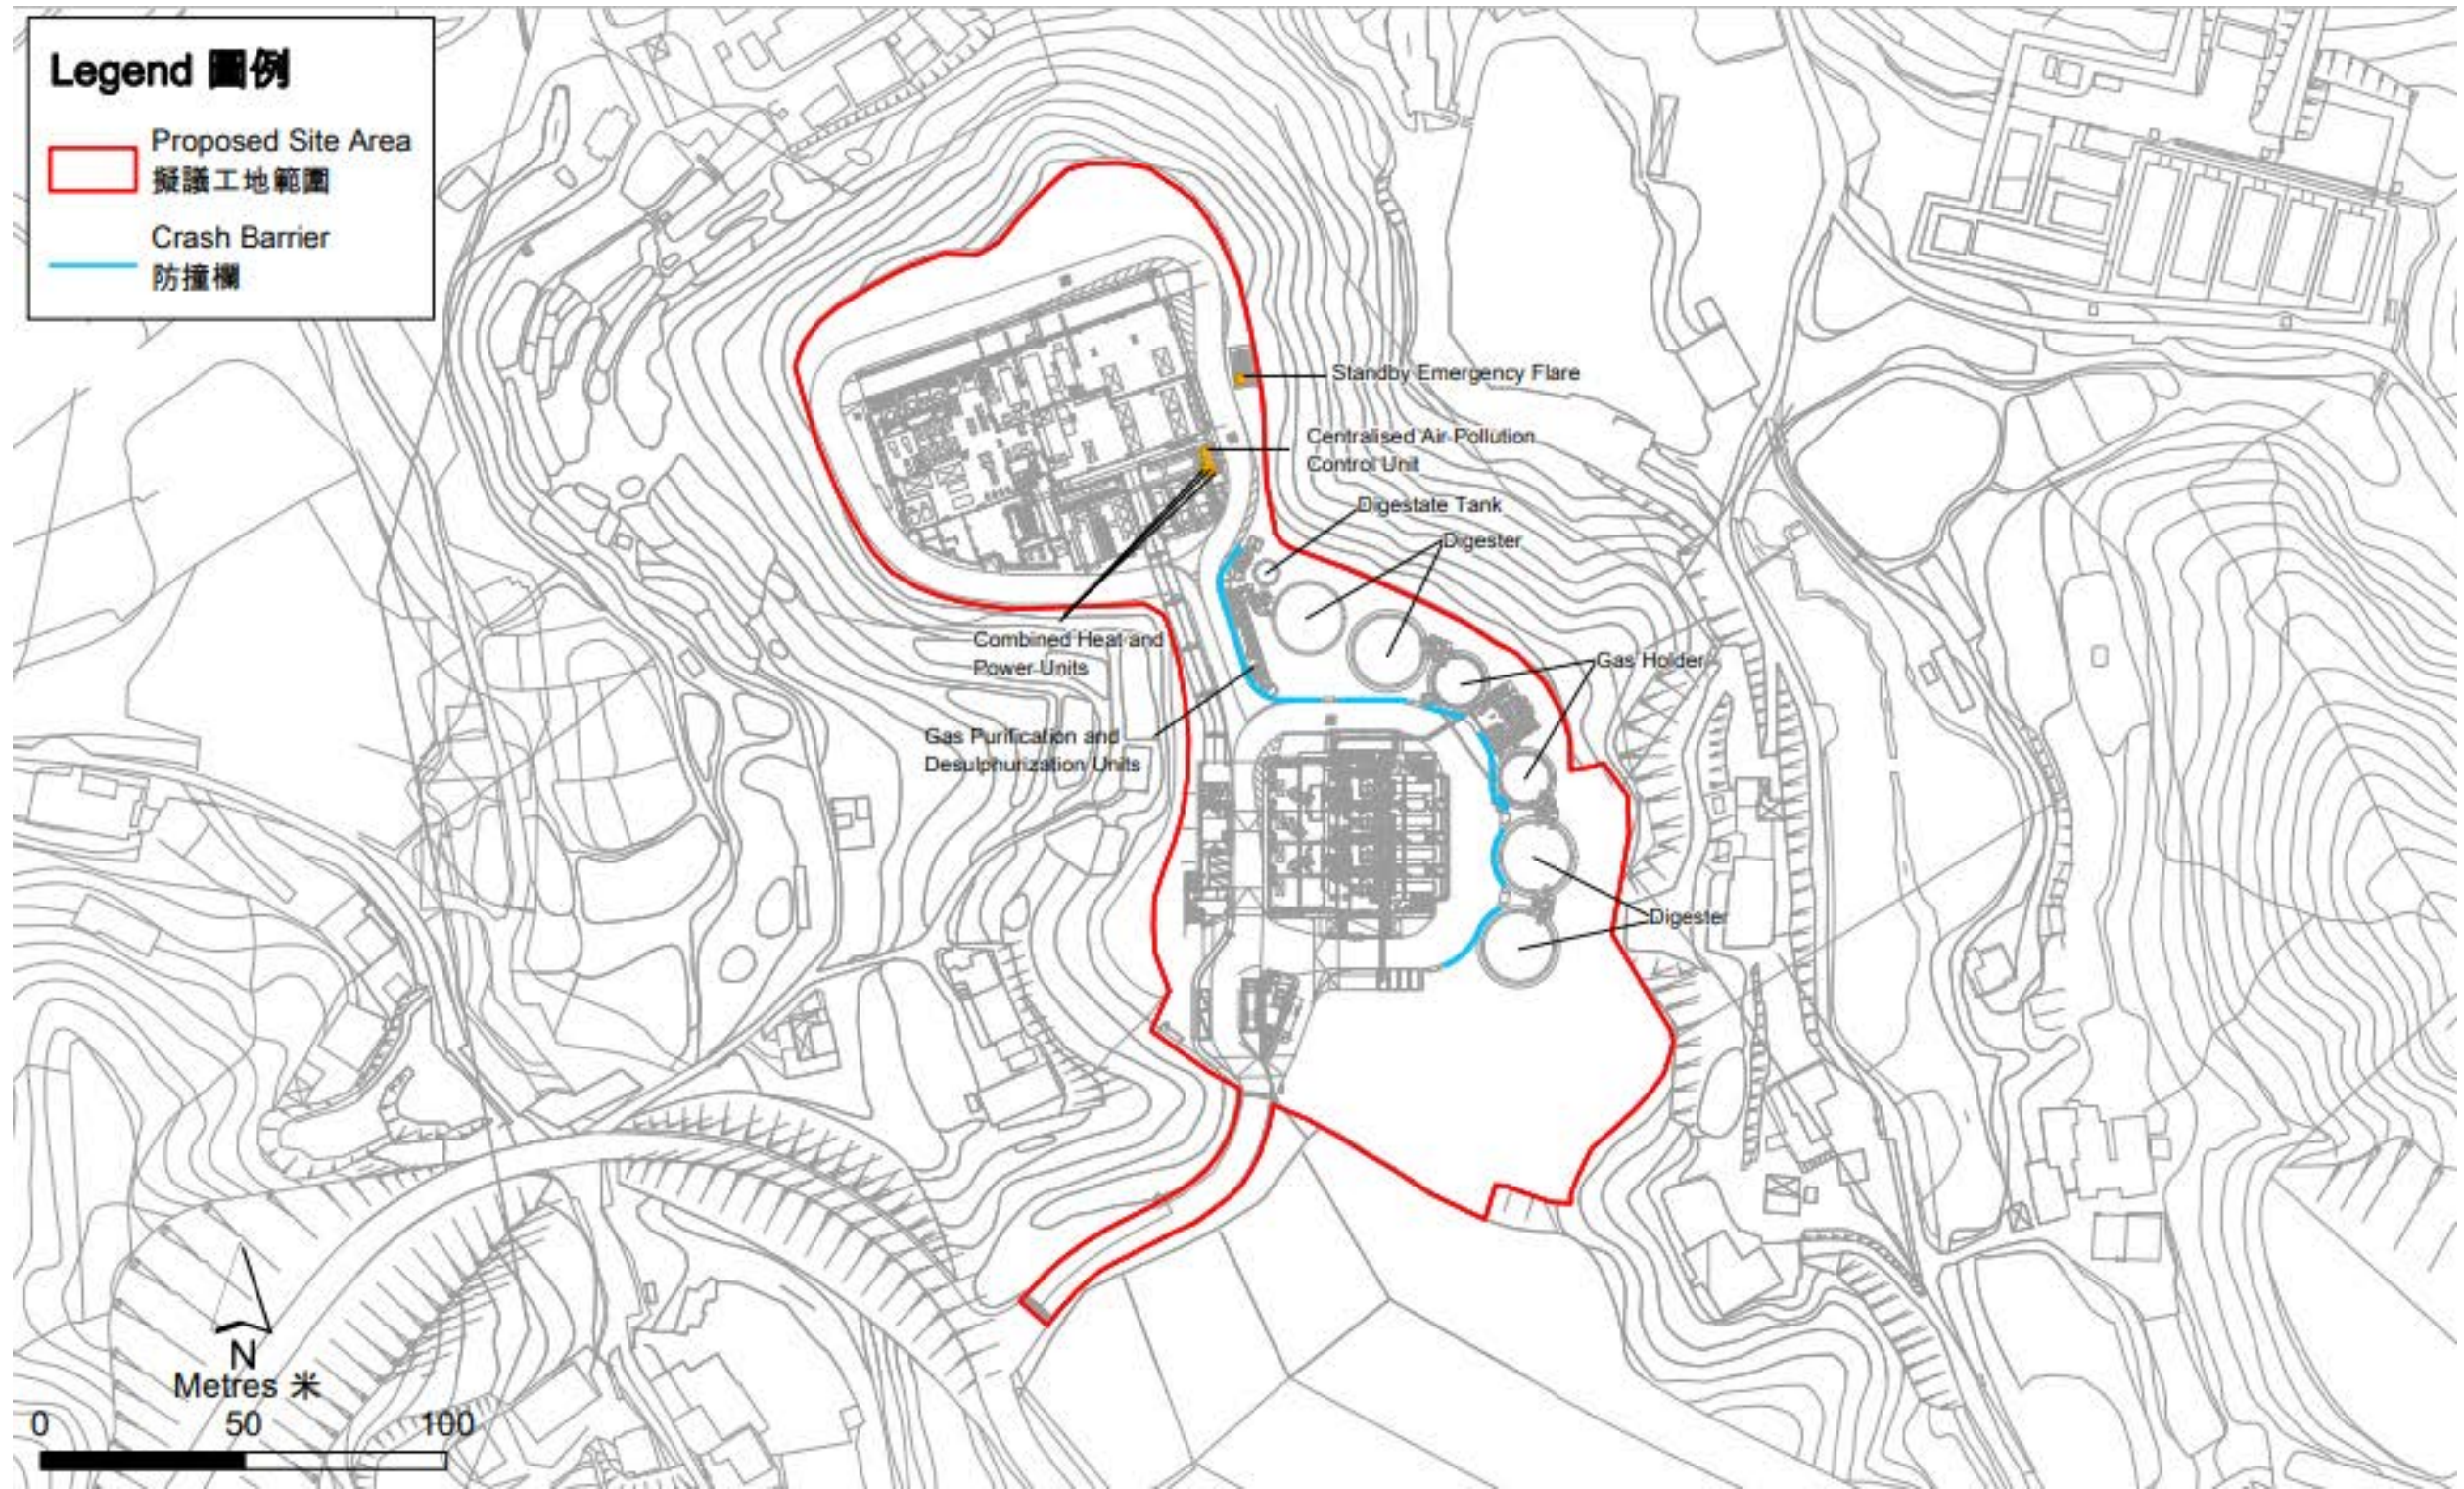 Legend 圖例
Proposed Site Area
擬議工地範圍
Crash Barrier
防撞欄
Standby Emergency Flare
Centralised Air Pollution
Control Unit
Digestate Tank
Digester
Combined Heat and
Power Units
Gas Holder
Gas Purification and
Desulphurization Units
Digester
N
Metres 米
0 50 100